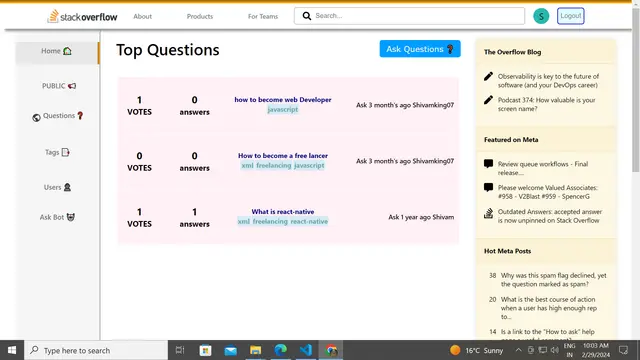 stackoverflow
About
Products
For Teams
Search...
S
Logout
Home
PUBLIC
Questions
Tags
Users
Ask Bot
Top Questions
Ask Questions
1
VOTES
0
answers
how to become web Developer
javascript
Ask 3 month's ago Shivamking07
0
VOTES
0
answers
How to become a free lancer
xml freelancing javascript
Ask 3 month's ago Shivamking07
1
VOTES
1
answers
What is react-native
xml freelancing react-native
Ask 1 year ago Shivam
The Overflow Blog
Observability is key to the future
of software (and your DevOps career)
Podcast 374: How valuable is your
screen name?
Featured on Meta
Review queue workflows - Final
release....
Please welcome Valued Associates:
#958 - V2Blast #959 - SpencerG
Outdated Answers: accepted answer
is now unpinned on Stack Overflow
Hot Meta Posts
38 Why was this spam flag declined, yet
the question marked as spam?
20 What is the best course of action
when a user has high enough rep
to...
14 Is a link to the "How to ask" help
Type here to search
16°C Sunny
ENG
IN
10:03 AM
2/29/2024